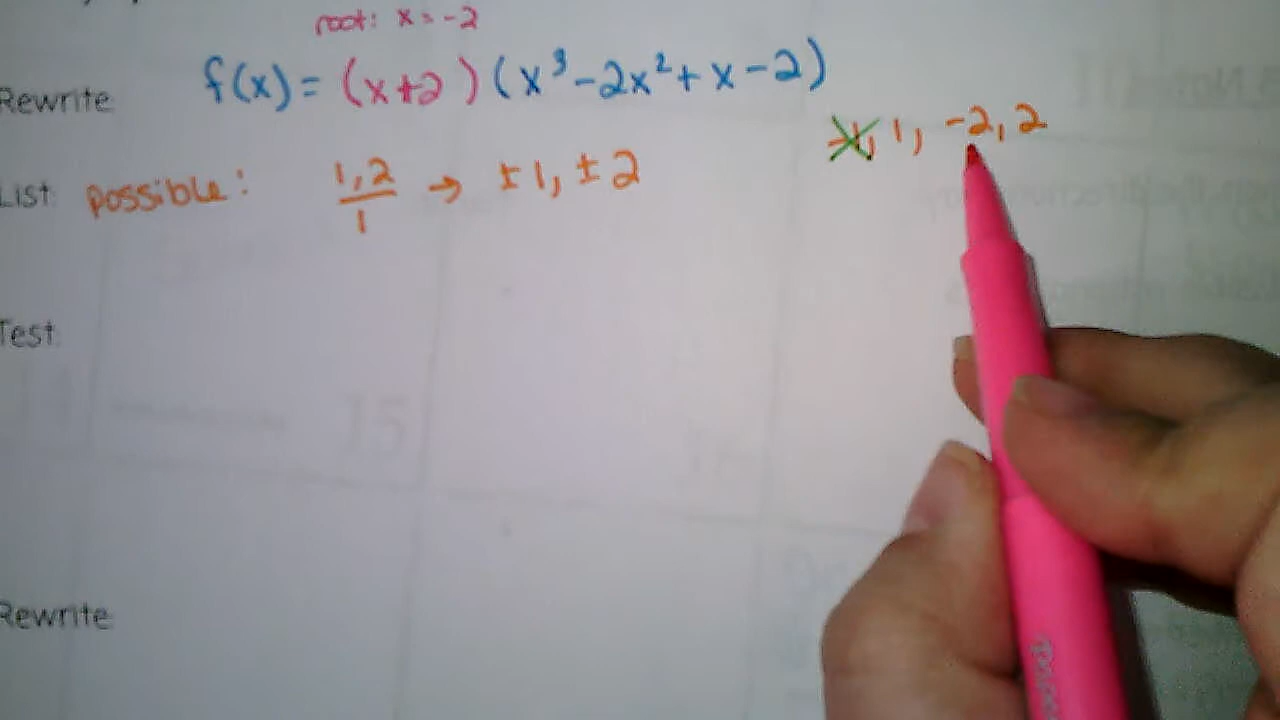 root: x = -2
Rewrite f(x) = (x+2)(x³-2x²+x-2)
-1, 1, -2, 2
List possible: 1,2/1 → ±1, ±2
Test
15
Rewrite